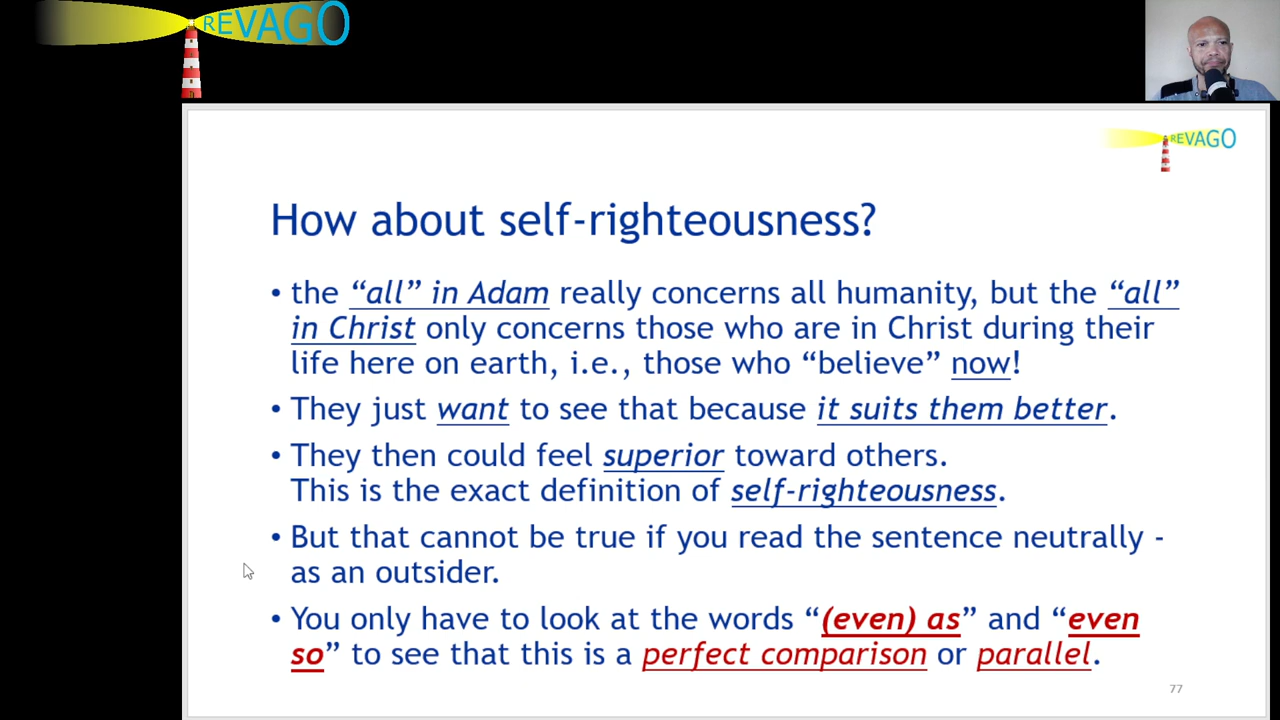 REVAGO
REVAGO
How about self-righteousness?
• the “all” in Adam really concerns all humanity, but the “all”
in Christ only concerns those who are in Christ during their
life here on earth, i.e., those who “believe” now!
• They just want to see that because it suits them better.
• They then could feel superior toward others.
This is the exact definition of self-righteousness.
• But that cannot be true if you read the sentence neutrally -
as an outsider.
• You only have to look at the words “(even) as” and “even
so” to see that this is a perfect comparison or parallel.
77